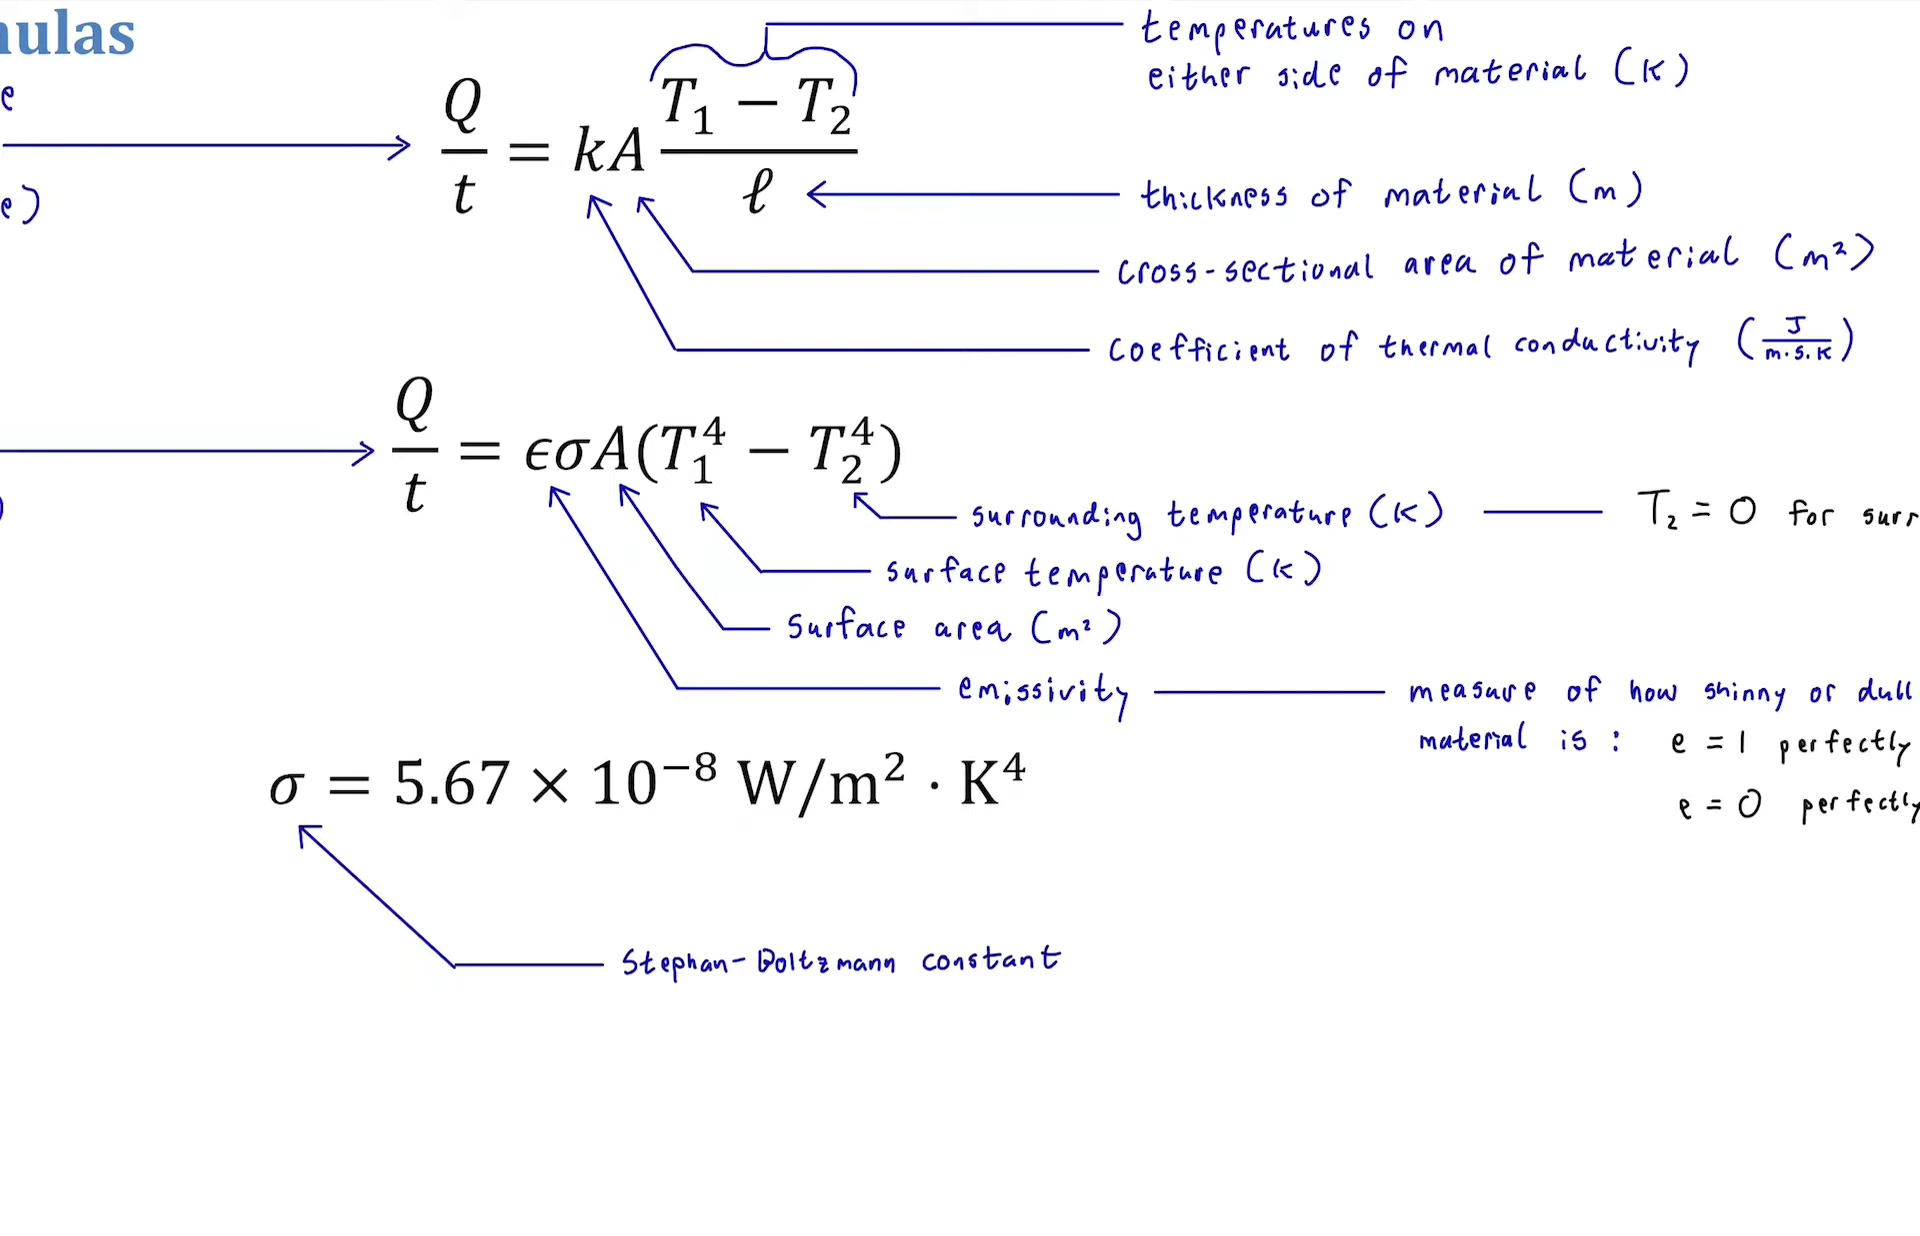 nulas
temperatures on
either side of material (K)
e
Q/t = kA (T₁ − T₂)/ℓ
e)
thickness of material (m)
cross-sectional area of material (m²)
coefficient of thermal conductivity (J/m·s·K)
Q/t = ϵσA(T₁⁴ − T₂⁴)
)
surrounding temperature (K) T₂ = 0 for surr
surface temperature (K)
surface area (m²)
emissivity
measure of how shinny or dull
material is : e = 1 perfectly
e = 0 perfectly
σ = 5.67 × 10⁻⁸ W/m² · K⁴
Stephan-Boltzmann constant